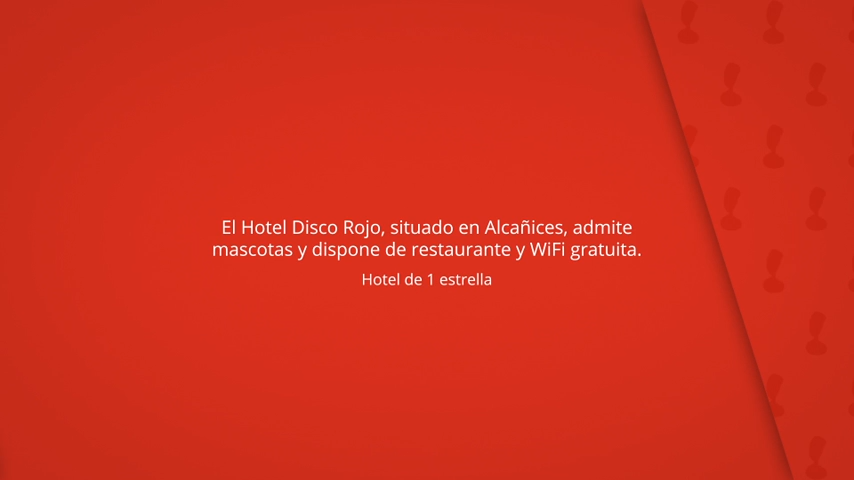 El Hotel Disco Rojo, situado en Alcañices, admite
mascotas y dispone de restaurante y WiFi gratuita.
Hotel de 1 estrella